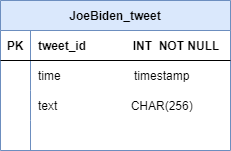 JoeBiden_tweet
PK tweet_id INT NOT NULL
time timestamp
text CHAR(256)